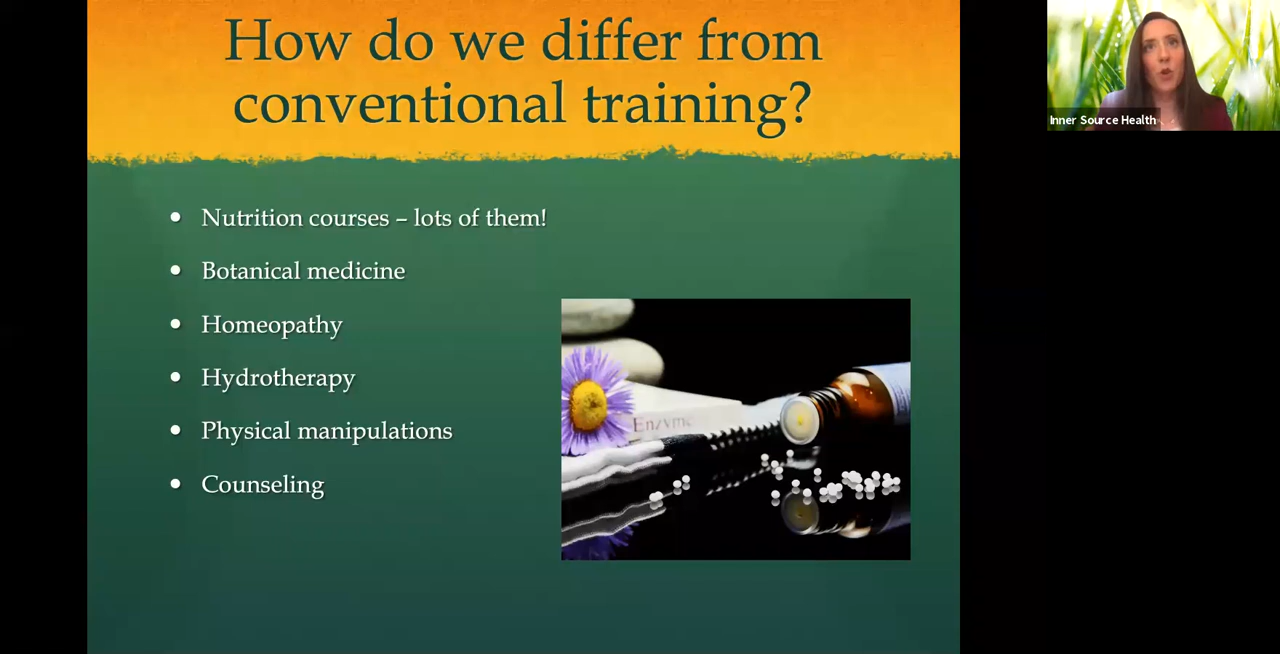 How do we differ from
conventional training?
Inner Source Health
• Nutrition courses – lots of them!
• Botanical medicine
• Homeopathy
• Hydrotherapy
• Physical manipulations
• Counseling
Enzyme